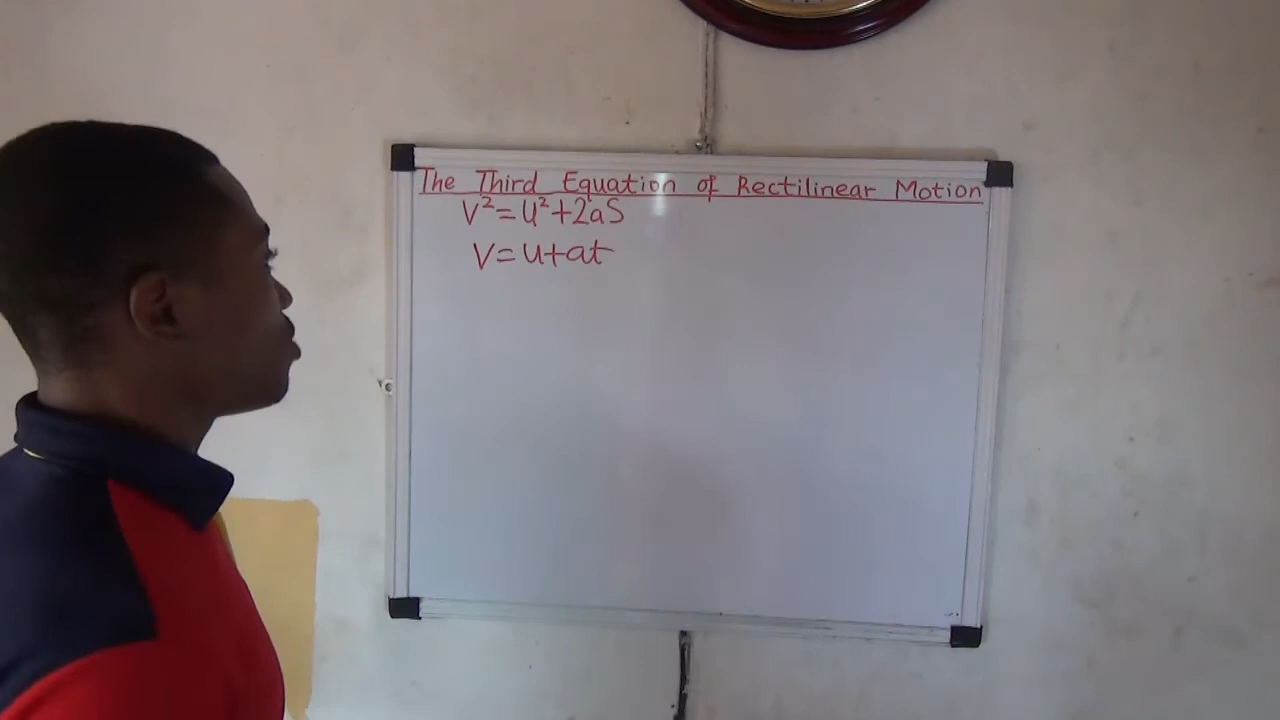 The Third Equation of Rectilinear Motion
V²=U²+2aS
V=U+at